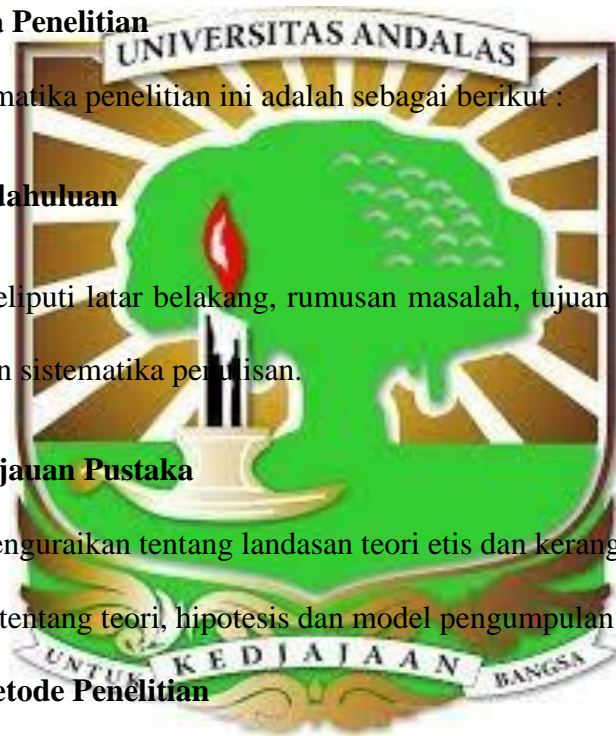 a Penelitian
UNIVERSITAS ANDALAS
matika penelitian ini adalah sebagai berikut :
dahuluan
eliputi latar belakang, rumusan masalah, tujuan
n sistematika penulisan.
jauan Pustaka
enguraikan tentang landasan teori etis dan kerang
tentang teori, hipotesis dan model pengumpulan
UNTUK KEDJAJAAN BANGSA
etode Penelitian